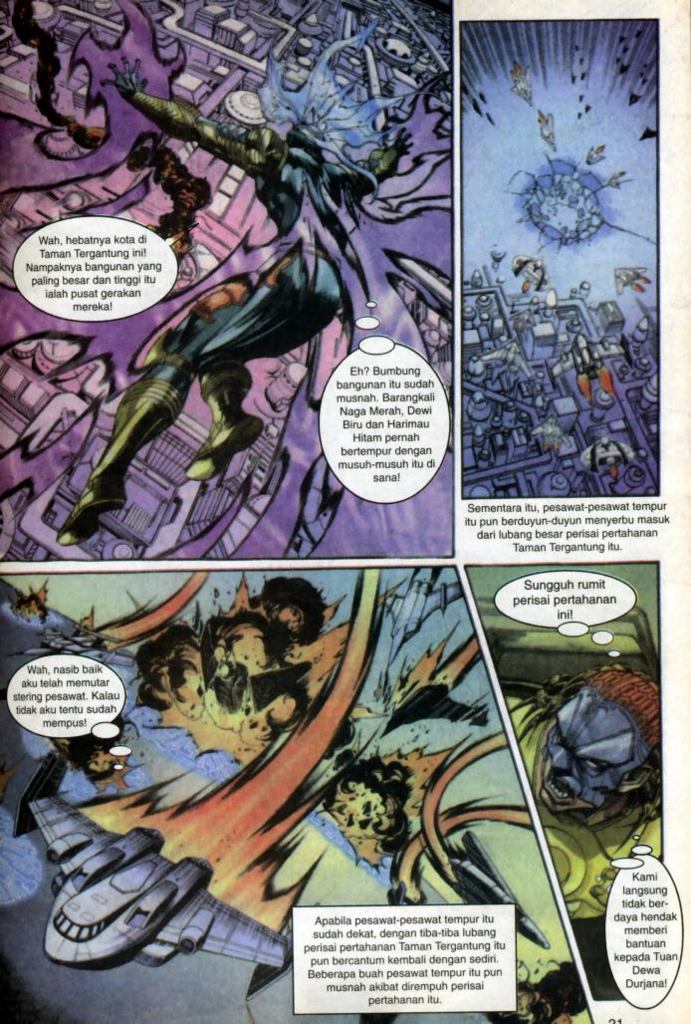 Wah, hebatnya kota di
Taman Tergantung ini!
Nampaknya bangunan yang
paling besar dan tinggi itu
ialah pusat gerakan
mereka!
Eh? Bumbung
bangunan itu sudah
musnah. Barangkali
Naga Merah, Dewi
Biru dan Harimau
Hitam pernah
bertempur dengan
musuh-musuh itu di
sana!
Sementara itu, pesawat-pesawat tempur
itu pun berduyun-duyun menyerbu masuk
dari lubang besar perisai pertahanan
Taman Tergantung itu.
Wah, nasib baik
aku telah memutar
stering pesawat. Kalau
tidak aku tentu sudah
mempus!
Apabila pesawat-pesawat tempur itu
sudah dekat, dengan tiba-tiba lubang
perisai pertahanan Taman Tergantung itu
pun bercantum kembali dengan sediri.
Beberapa buah pesawat tempur itu pun
musnah akibat dirempuh perisai
pertahanan itu.
Sungguh rumit
perisai pertahanan
ini!
Kami
langsung
tidak ber-
daya hendak
memberi
bantuan
kepada Tuan
Dewa
Durjana!
21